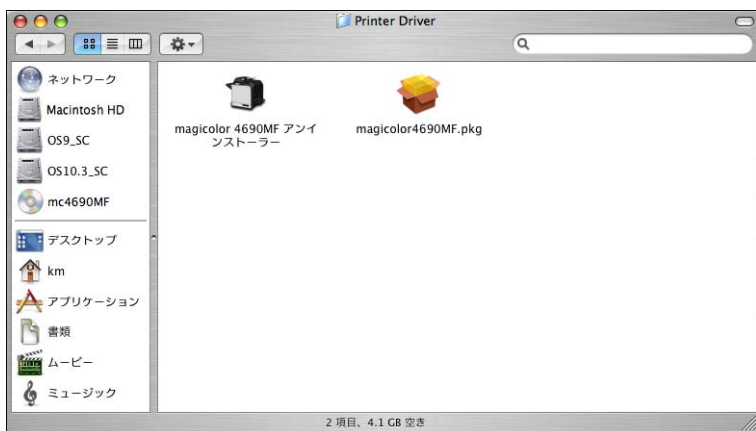 Printer Driver
ネットワーク
Macintosh HD
OS9_SC
OS10.3_SC
mc4690MF
デスクトップ
km
アプリケーション
書類
ムービー
ミュージック
magicolor 4690MF アンイ
ンストーラー
magicolor4690MF.pkg
2 項目、4.1 GB 空き